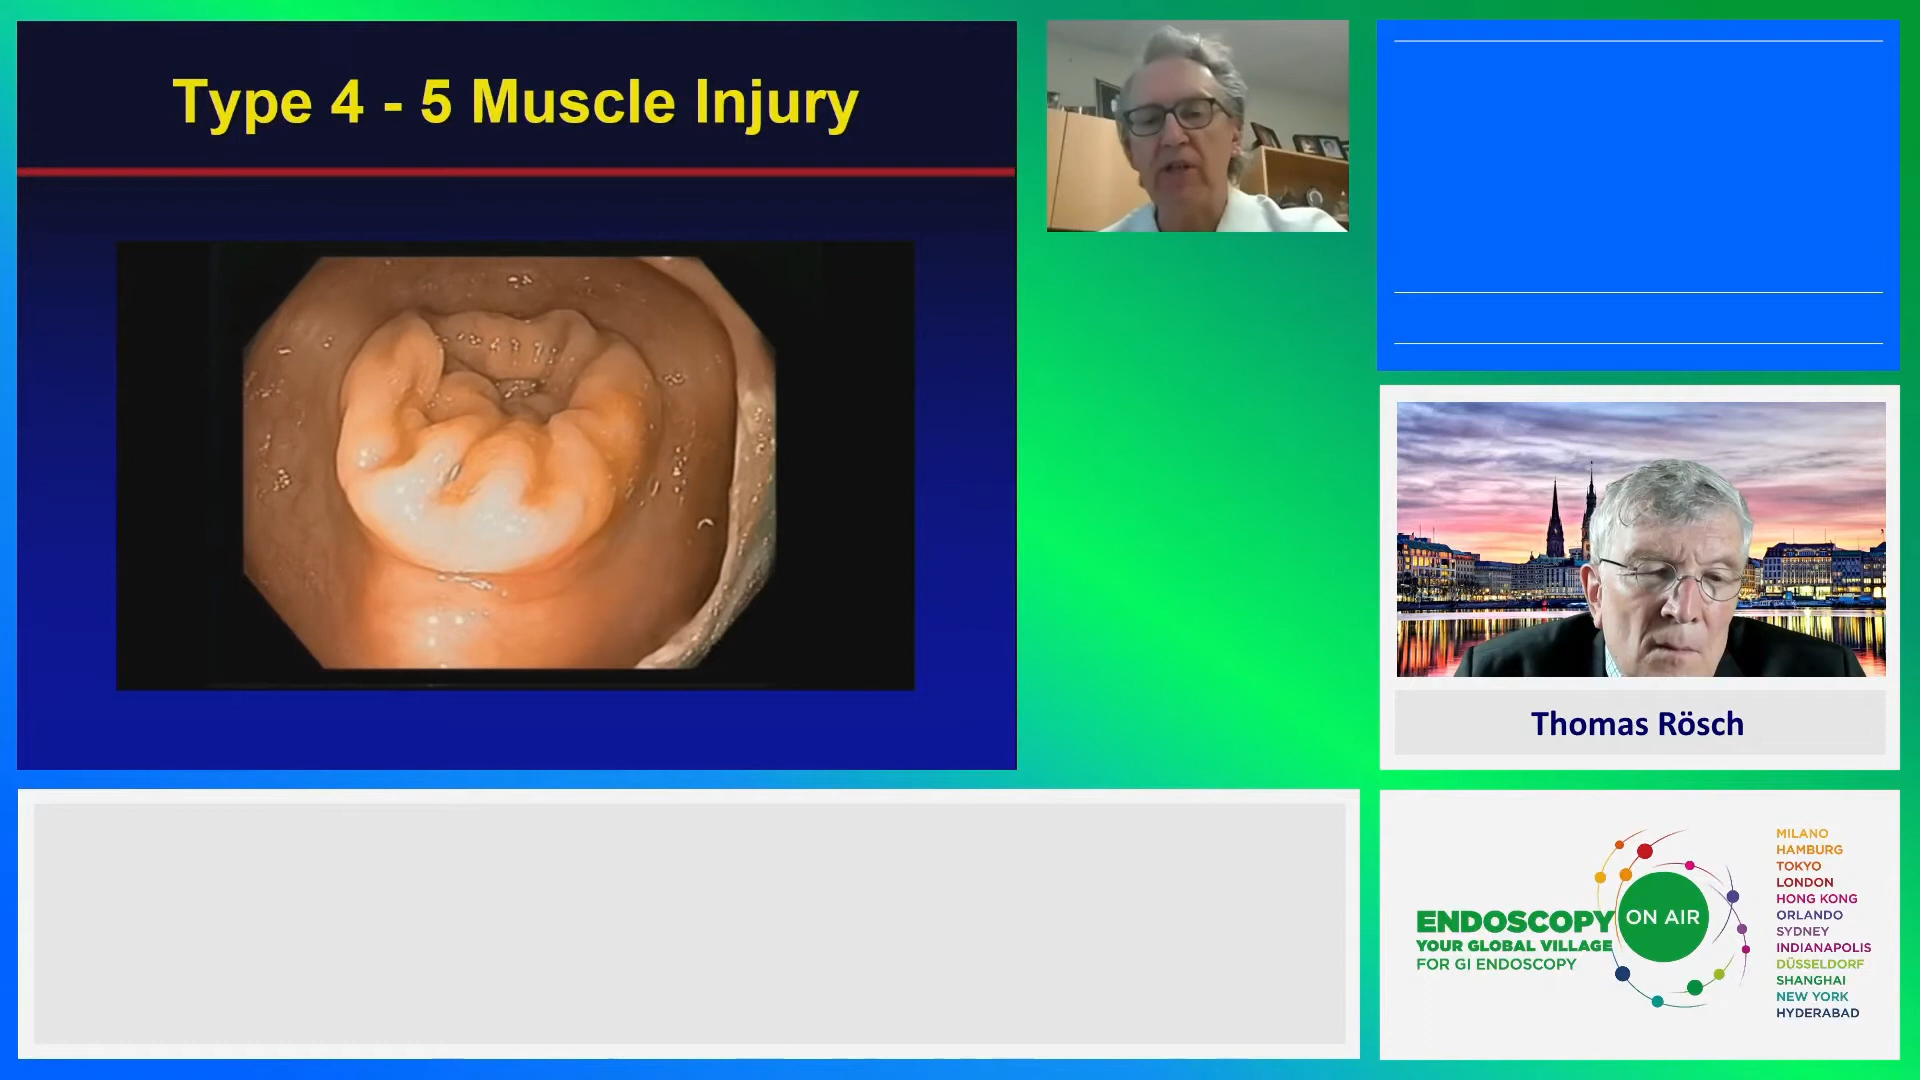 Type 4 - 5 Muscle Injury
Thomas Rösch
ENDOSCOPY
ON AIR
YOUR GLOBAL VILLAGE
FOR GI ENDOSCOPY
MILANO
HAMBURG
TOKYO
LONDON
HONG KONG
ORLANDO
SYDNEY
INDIANAPOLIS
DÜSSELDORF
SHANGHAI
NEW YORK
HYDERABAD